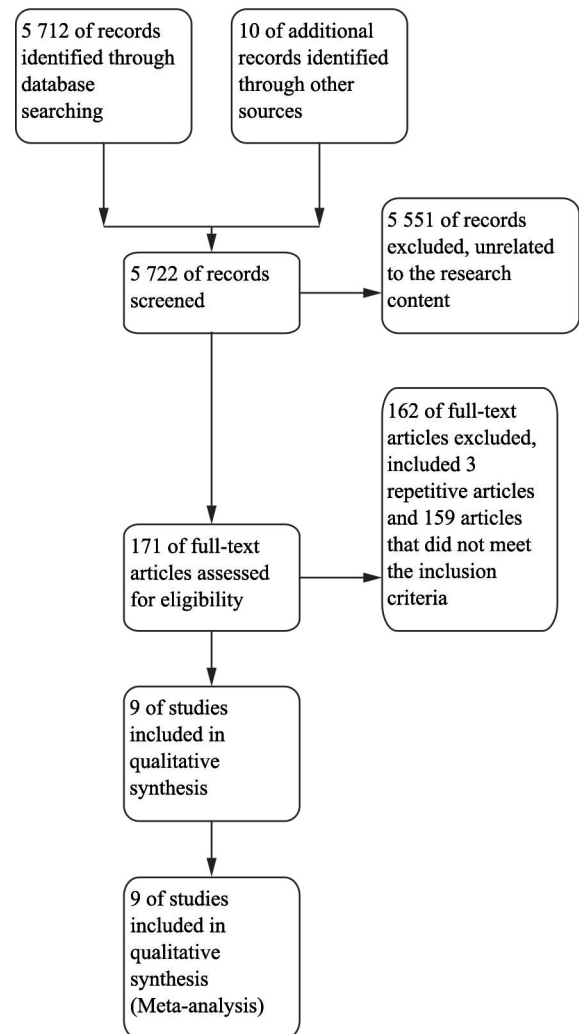 5 712 of records
identified through
database
searching
10 of additional
records identified
through other
sources
5 722 of records
screened
5 551 of records
excluded, unrelated
to the research
content
171 of full-text
articles assessed
for eligibility
162 of full-text
articles excluded,
included 3
repetitive articles
and 159 articles
that did not meet
the inclusion
criteria
9 of studies
included in
qualitative
synthesis
9 of studies
included in
qualitative
synthesis
(Meta-analysis)